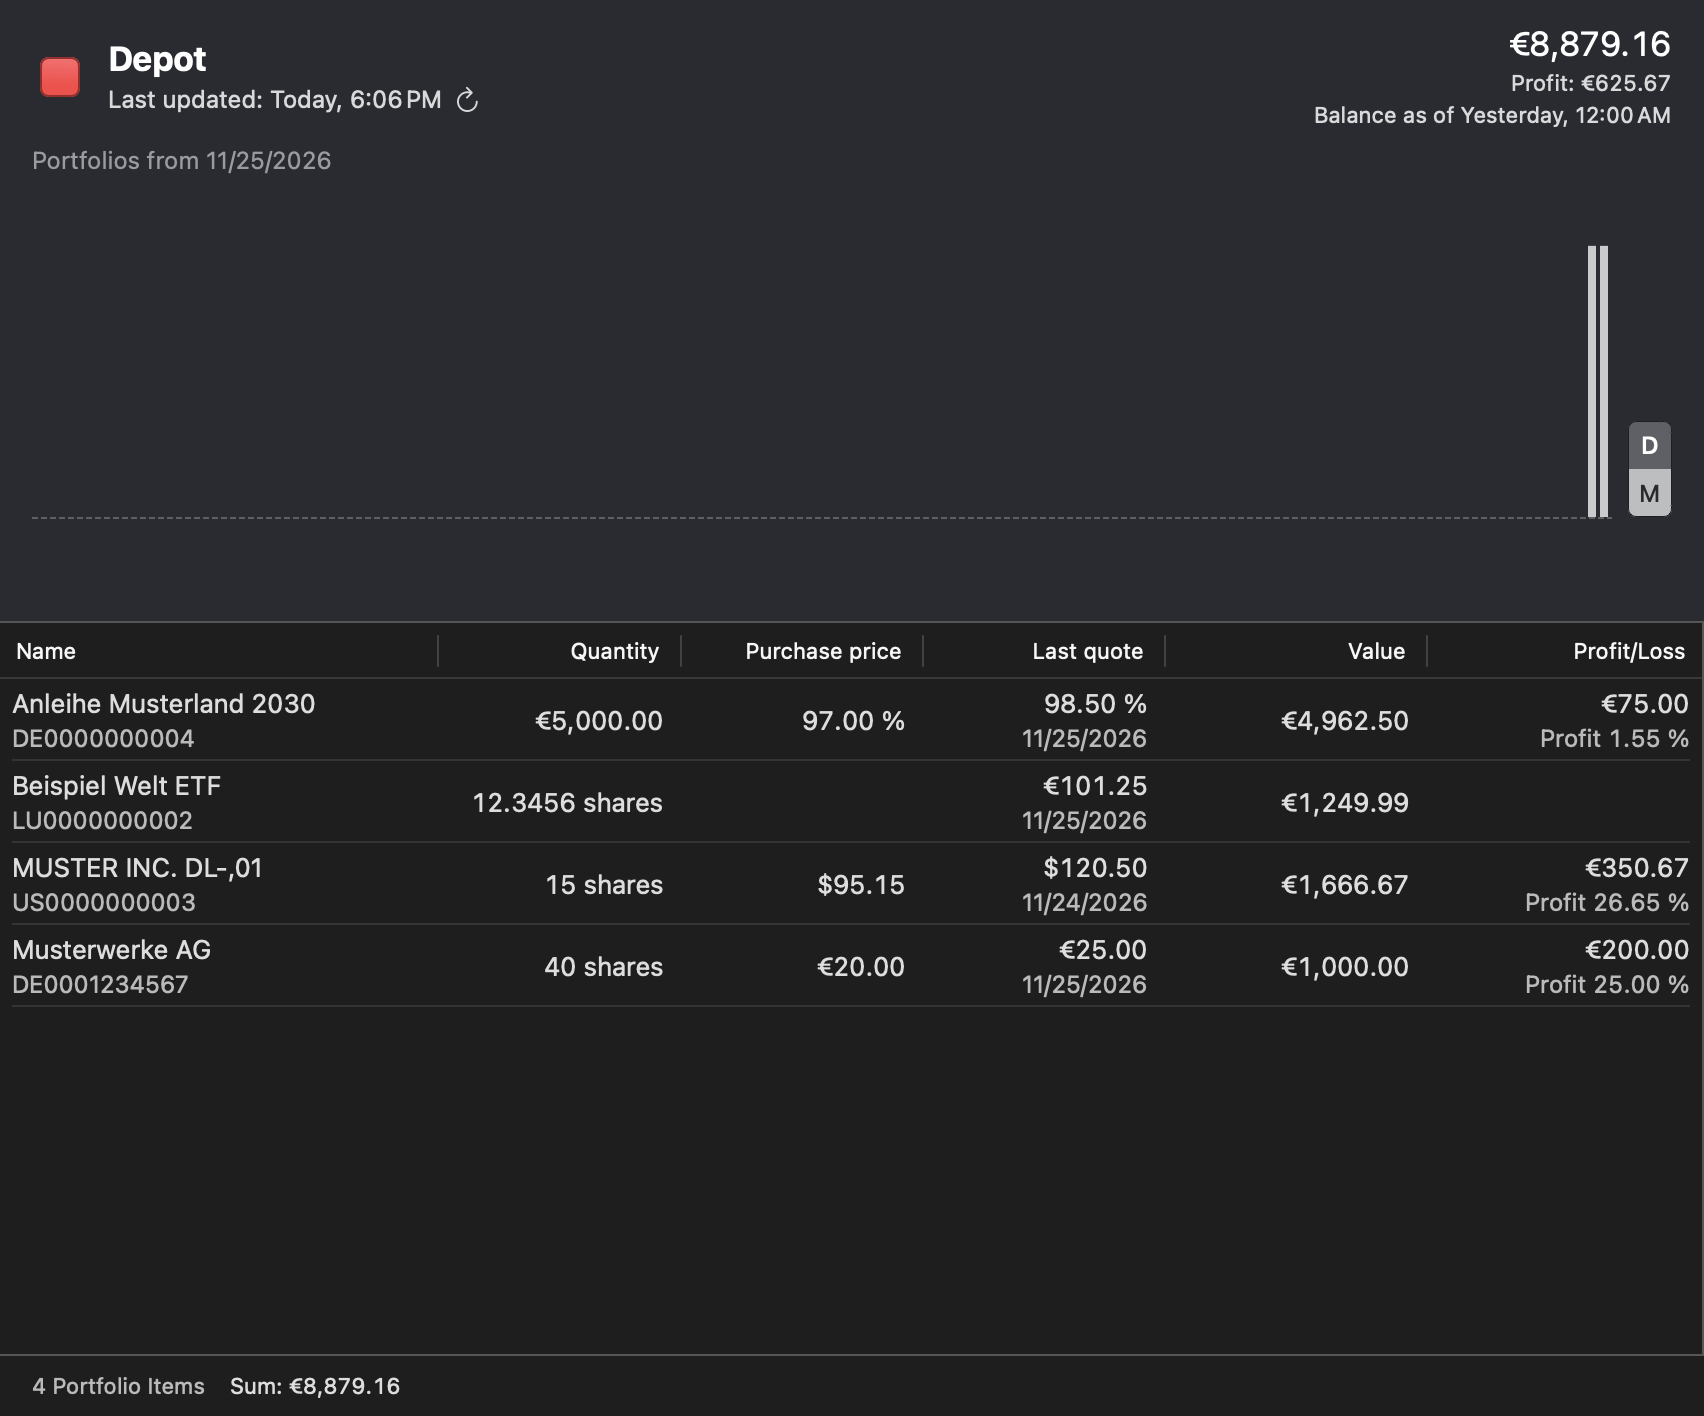 Depot
Last updated: Today, 6:06 PM
€8,879.16
Profit: €625.67
Balance as of Yesterday, 12:00 AM
Portfolios from 11/25/2026
D
M
Name Quantity Purchase price Last quote Value Profit/Loss
Anleihe Musterland 2030 €5,000.00 97.00 % 98.50 % €4,962.50 €75.00
DE0000000004 11/25/2026 Profit 1.55 %
Beispiel Welt ETF 12.3456 shares €101.25 €1,249.99
LU0000000002 11/25/2026
MUSTER INC. DL-,01 15 shares $95.15 $120.50 €1,666.67 €350.67
US0000000003 11/24/2026 Profit 26.65 %
Musterwerke AG 40 shares €20.00 €25.00 €1,000.00 €200.00
DE0001234567 11/25/2026 Profit 25.00 %
4 Portfolio Items Sum: €8,879.16